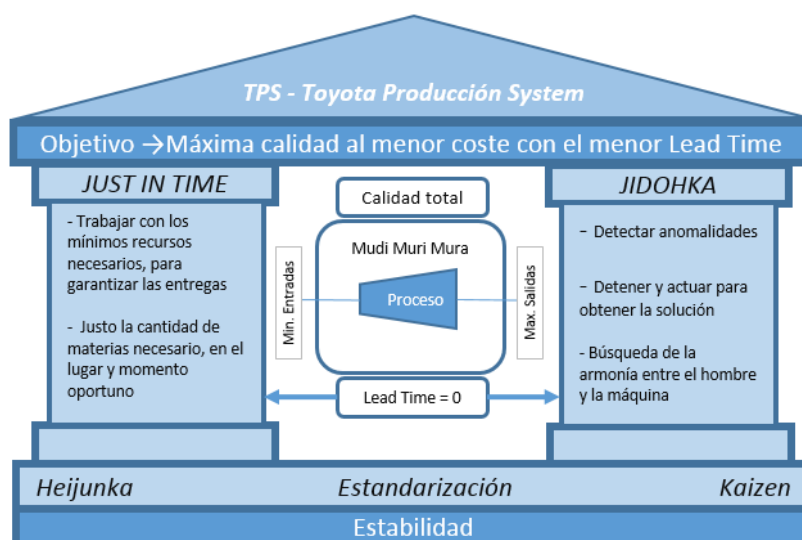 TPS - Toyota Producción System
Objetivo →Máxima calidad al menor coste con el menor Lead Time
JUST IN TIME
- Trabajar con los
mínimos recursos
necesarios, para
garantizar las entregas
- Justo la cantidad de
materias necesario, en el
lugar y momento
oportuno
Calidad total
Mudi Muri Mura
Min. Entradas
Proceso
Max. Salidas
Lead Time = 0
JIDOHKA
- Detectar anomalidades
- Detener y actuar para
obtener la solución
- Búsqueda de la
armonía entre el hombre
y la máquina
Heijunka
Estandarización
Kaizen
Estabilidad